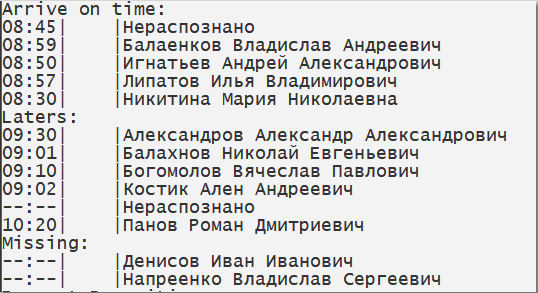 Arrive on time:
08:45|    |Нераспознано
08:59|    |Балаенков Владислав Андреевич
08:50|    |Игнатьев Андрей Александрович
08:57|    |Липатов Илья Владимирович
08:30|    |Никитина Мария Николаевна
Laters:
09:30|    |Александров Александр Александрович
09:01|    |Балахнов Николай Евгеньевич
09:10|    |Богомолов Вячеслав Павлович
09:02|    |Костик Ален Андреевич
--:--|    |Нераспознано
10:20|    |Панов Роман Дмитриевич
Missing:
--:--|    |Денисов Иван Иванович
--:--|    |Напреенко Владислав Сергеевич